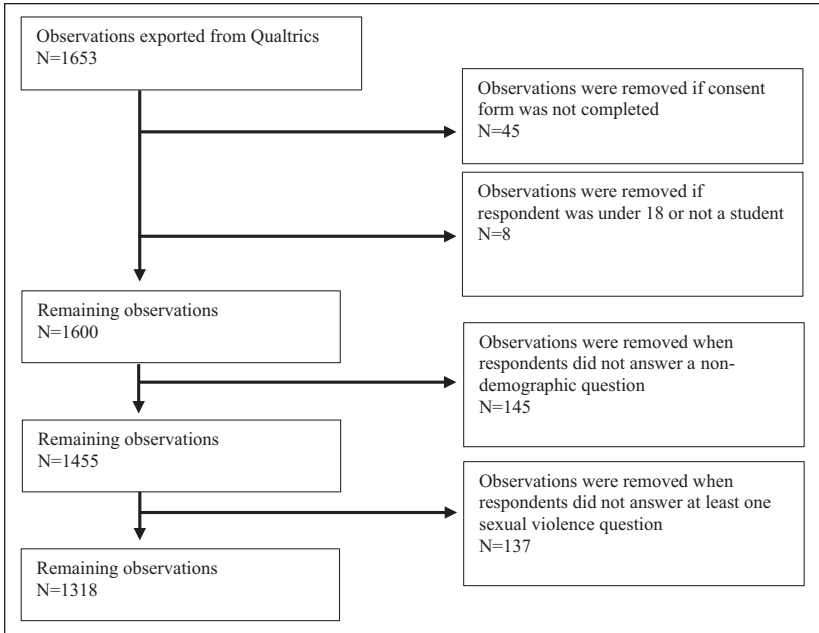 Observations exported from Qualtrics
N=1653
Observations were removed if consent
form was not completed
N=45
Observations were removed if
respondent was under 18 or not a student
N=8
Remaining observations
N=1600
Observations were removed when
respondents did not answer a non-
demographic question
N=145
Remaining observations
N=1455
Observations were removed when
respondents did not answer at least one
sexual violence question
N=137
Remaining observations
N=1318